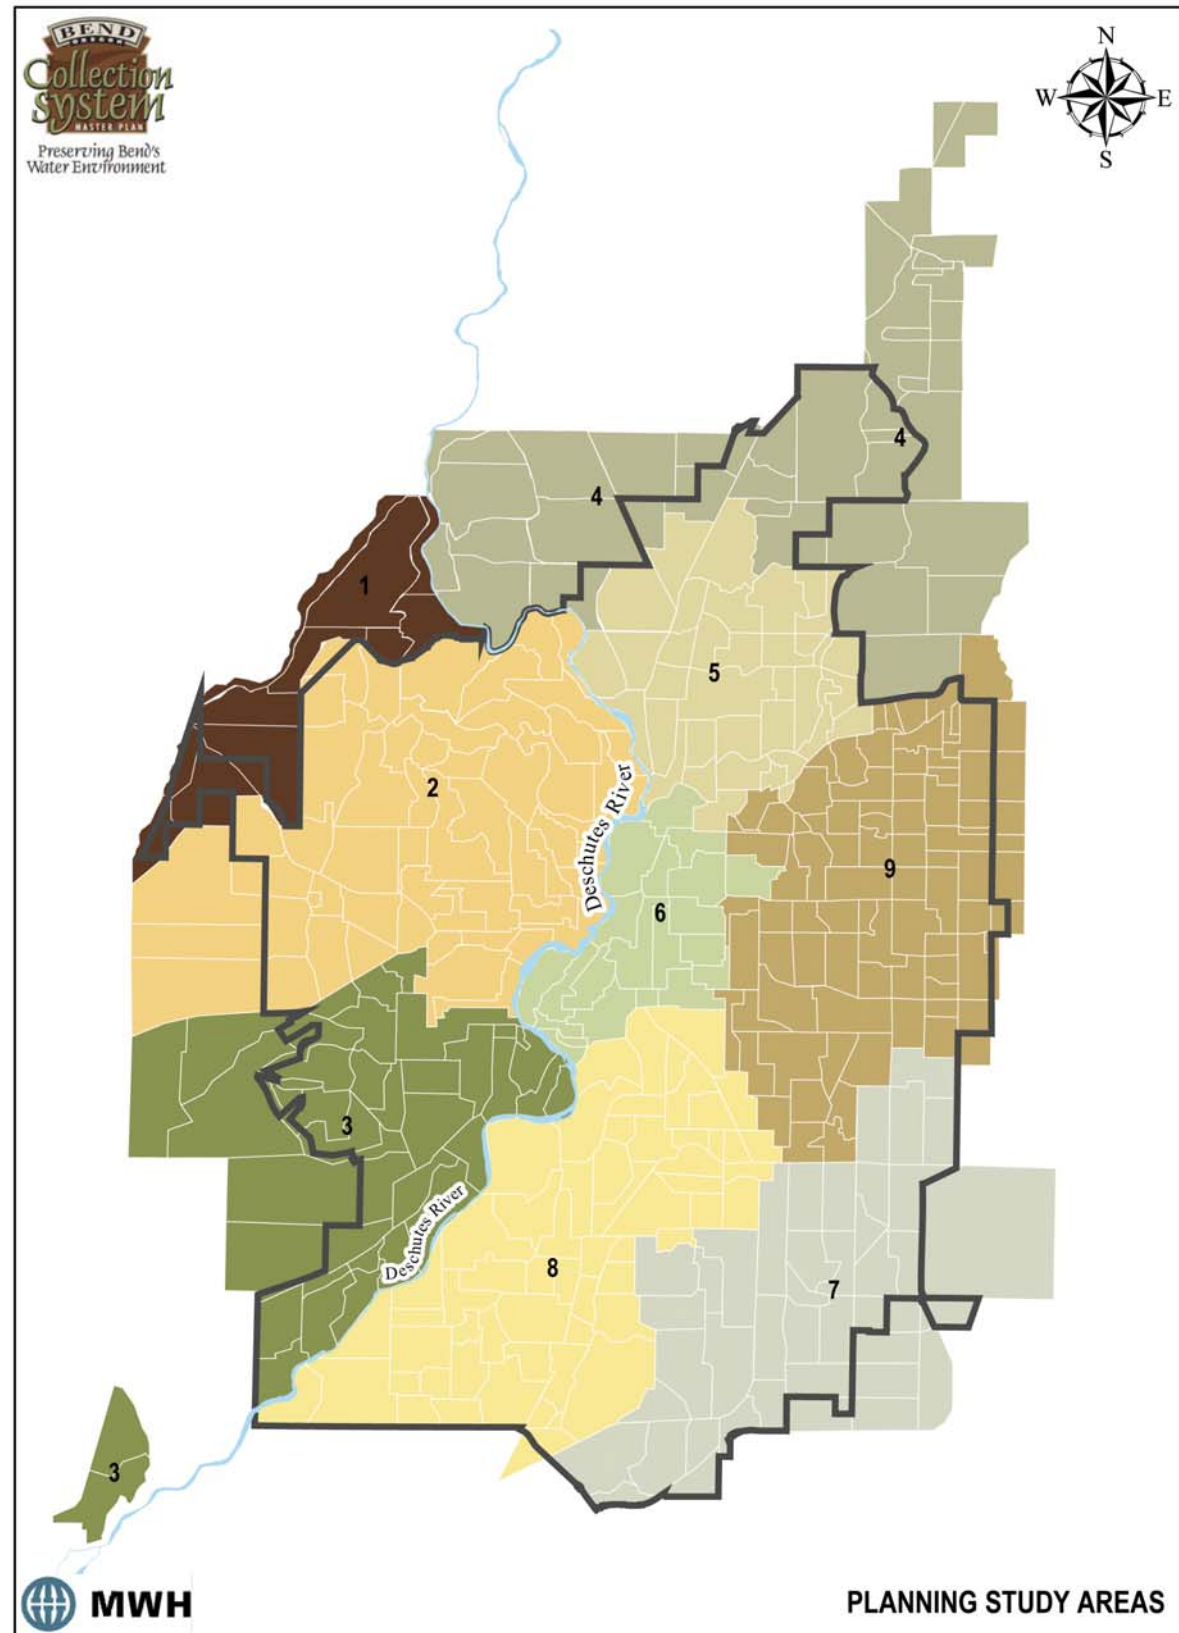 BEND
OREGON
Collection
system
MASTER PLAN
Preserving Bend's
Water Environment
N
W
E
S
4
4
1
5
2
Deschutes River
9
6
3
Deschutes River
8
7
3
MWH
PLANNING STUDY AREAS